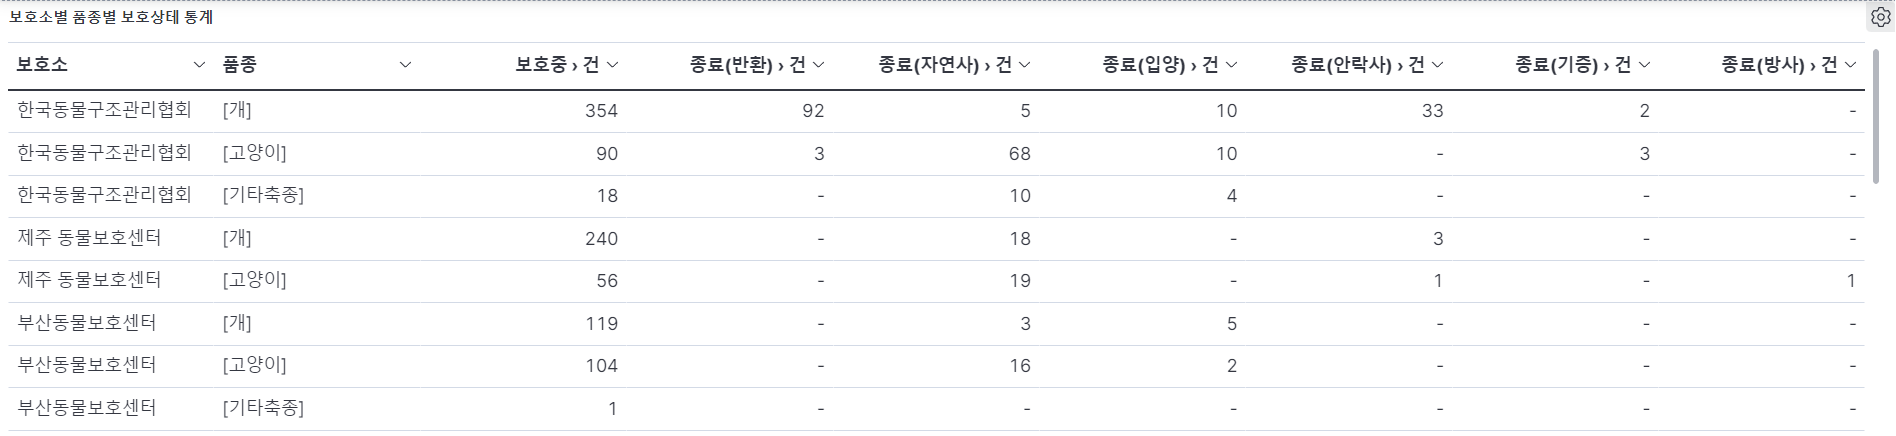 보호소별 품종별 보호상테 통계
보호소 품종 보호중 › 건 종료(반환) › 건 종료(자연사) › 건 종료(입양) › 건 종료(안락사) › 건 종료(기증) › 건 종료(방사) › 건
한국동물구조관리협회 [개] 354 92 5 10 33 2 -
한국동물구조관리협회 [고양이] 90 3 68 10 - 3 -
한국동물구조관리협회 [기타축종] 18 - 10 4 - - -
제주 동물보호센터 [개] 240 - 18 - 3 - -
제주 동물보호센터 [고양이] 56 - 19 - 1 - 1
부산동물보호센터 [개] 119 - 3 5 - - -
부산동물보호센터 [고양이] 104 - 16 2 - - -
부산동물보호센터 [기타축종] 1 - - - - - -